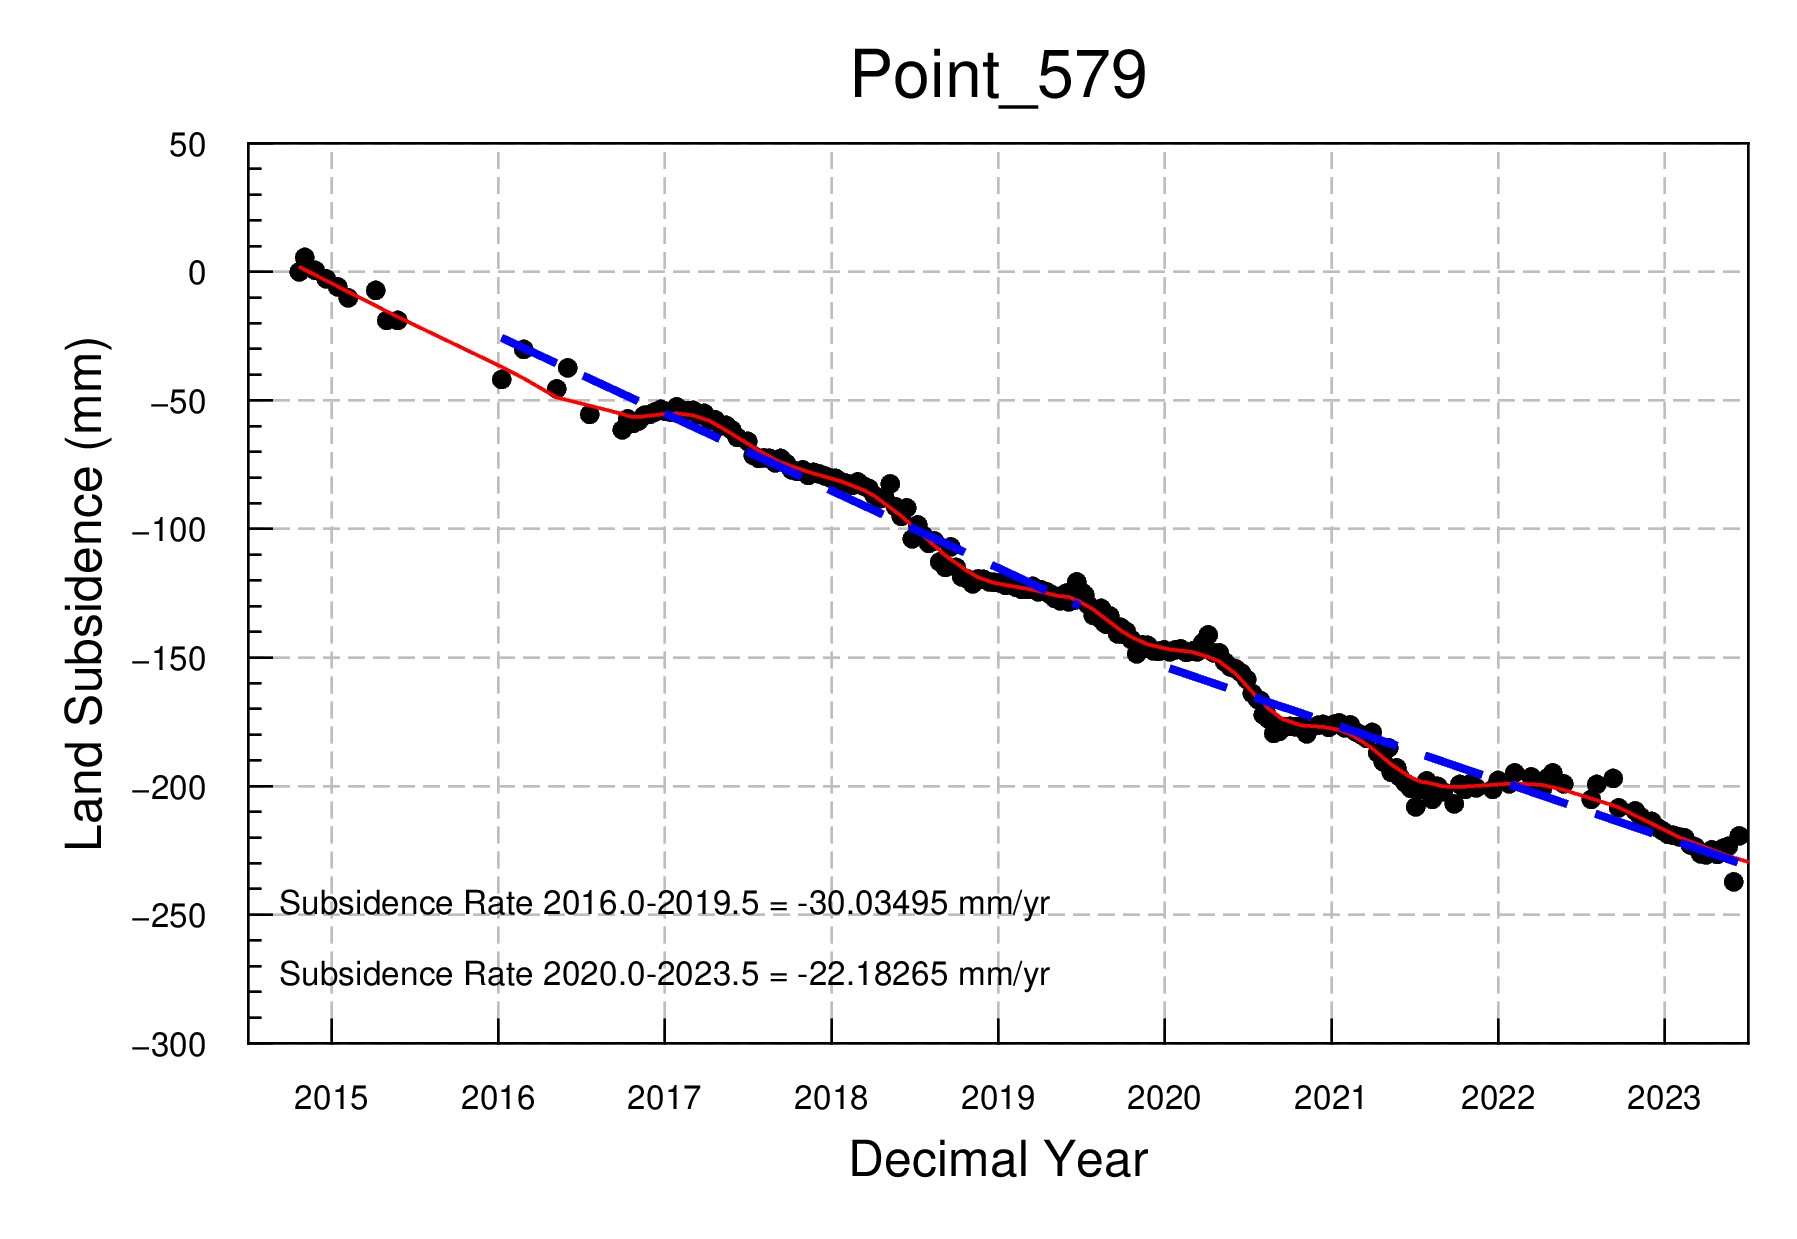 Point_579
50
0
−50
−100
−150
−200
−250
−300
Land Subsidence (mm)
Subsidence Rate 2016.0-2019.5 = -30.03495 mm/yr
Subsidence Rate 2020.0-2023.5 = -22.18265 mm/yr
2015 2016 2017 2018 2019 2020 2021 2022 2023
Decimal Year